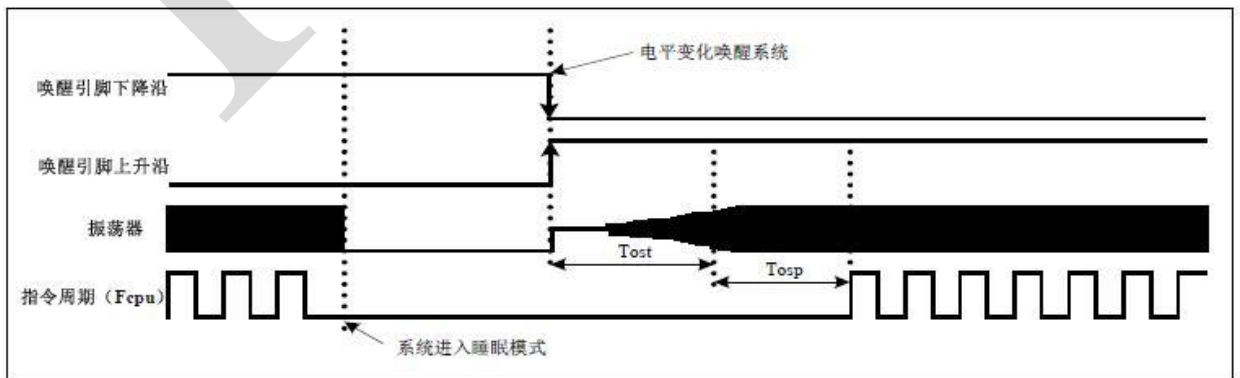 电平变化唤醒系统
唤醒引脚下降沿
唤醒引脚上升沿
振荡器
Tost
Tosp
指令周期（Fcpu）
系统进入睡眠模式